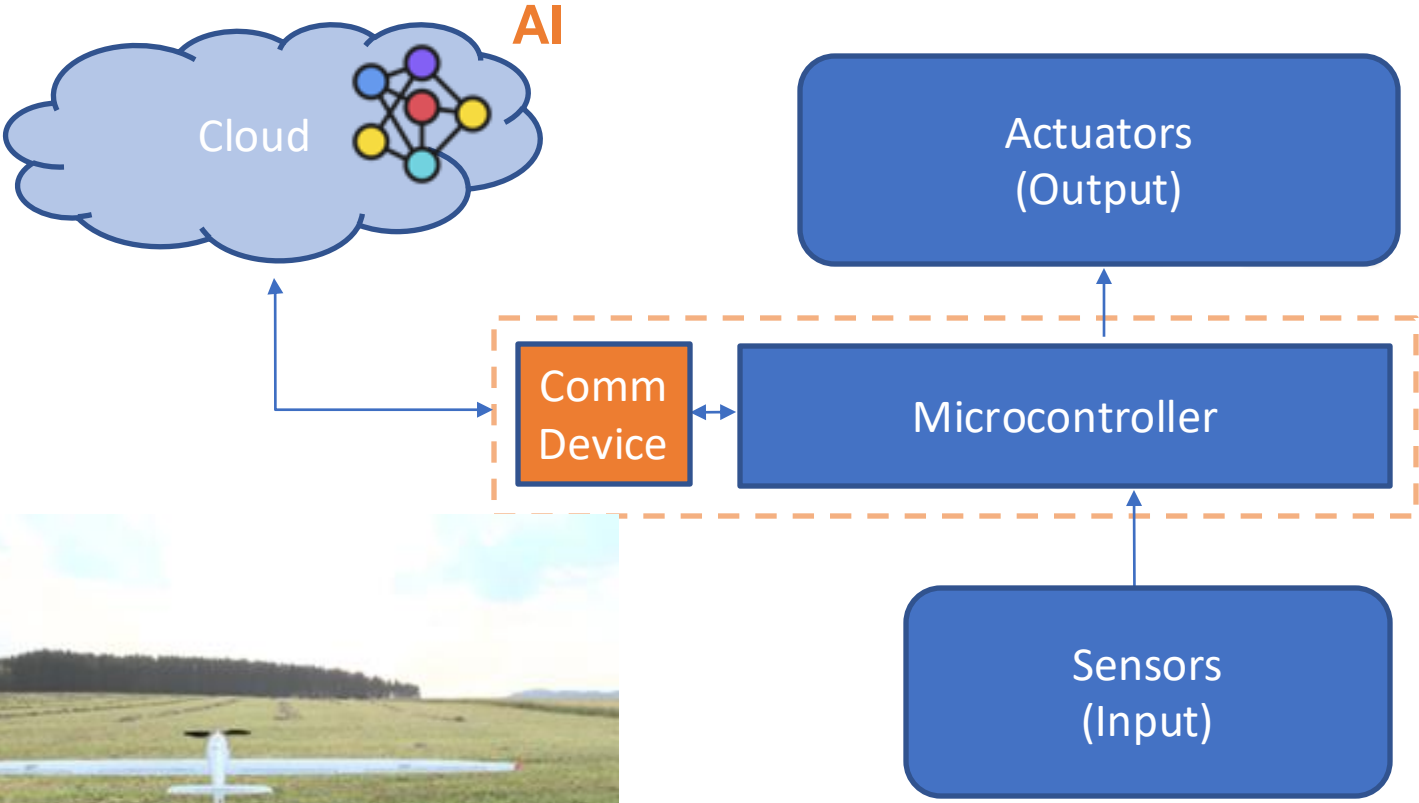 AI
Cloud
Actuators
(Output)
Comm
Device
Microcontroller
Sensors
(Input)